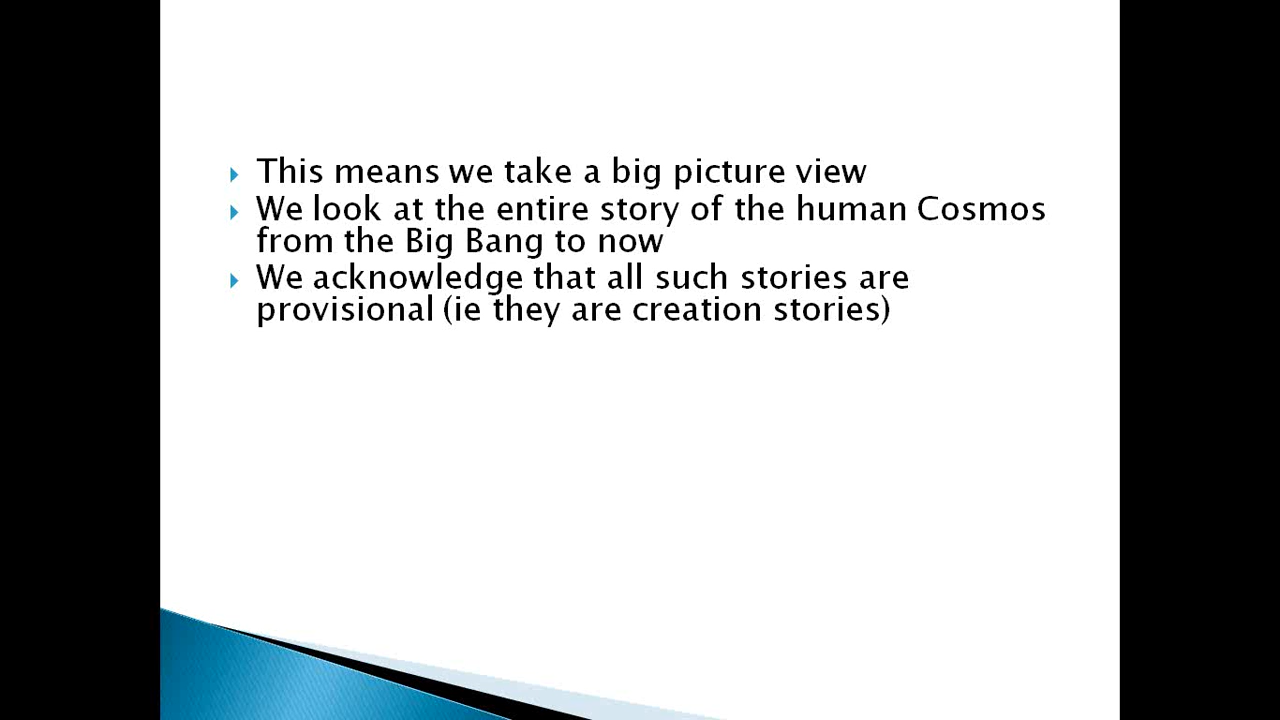 This means we take a big picture view
We look at the entire story of the human Cosmos
from the Big Bang to now
We acknowledge that all such stories are
provisional (ie they are creation stories)